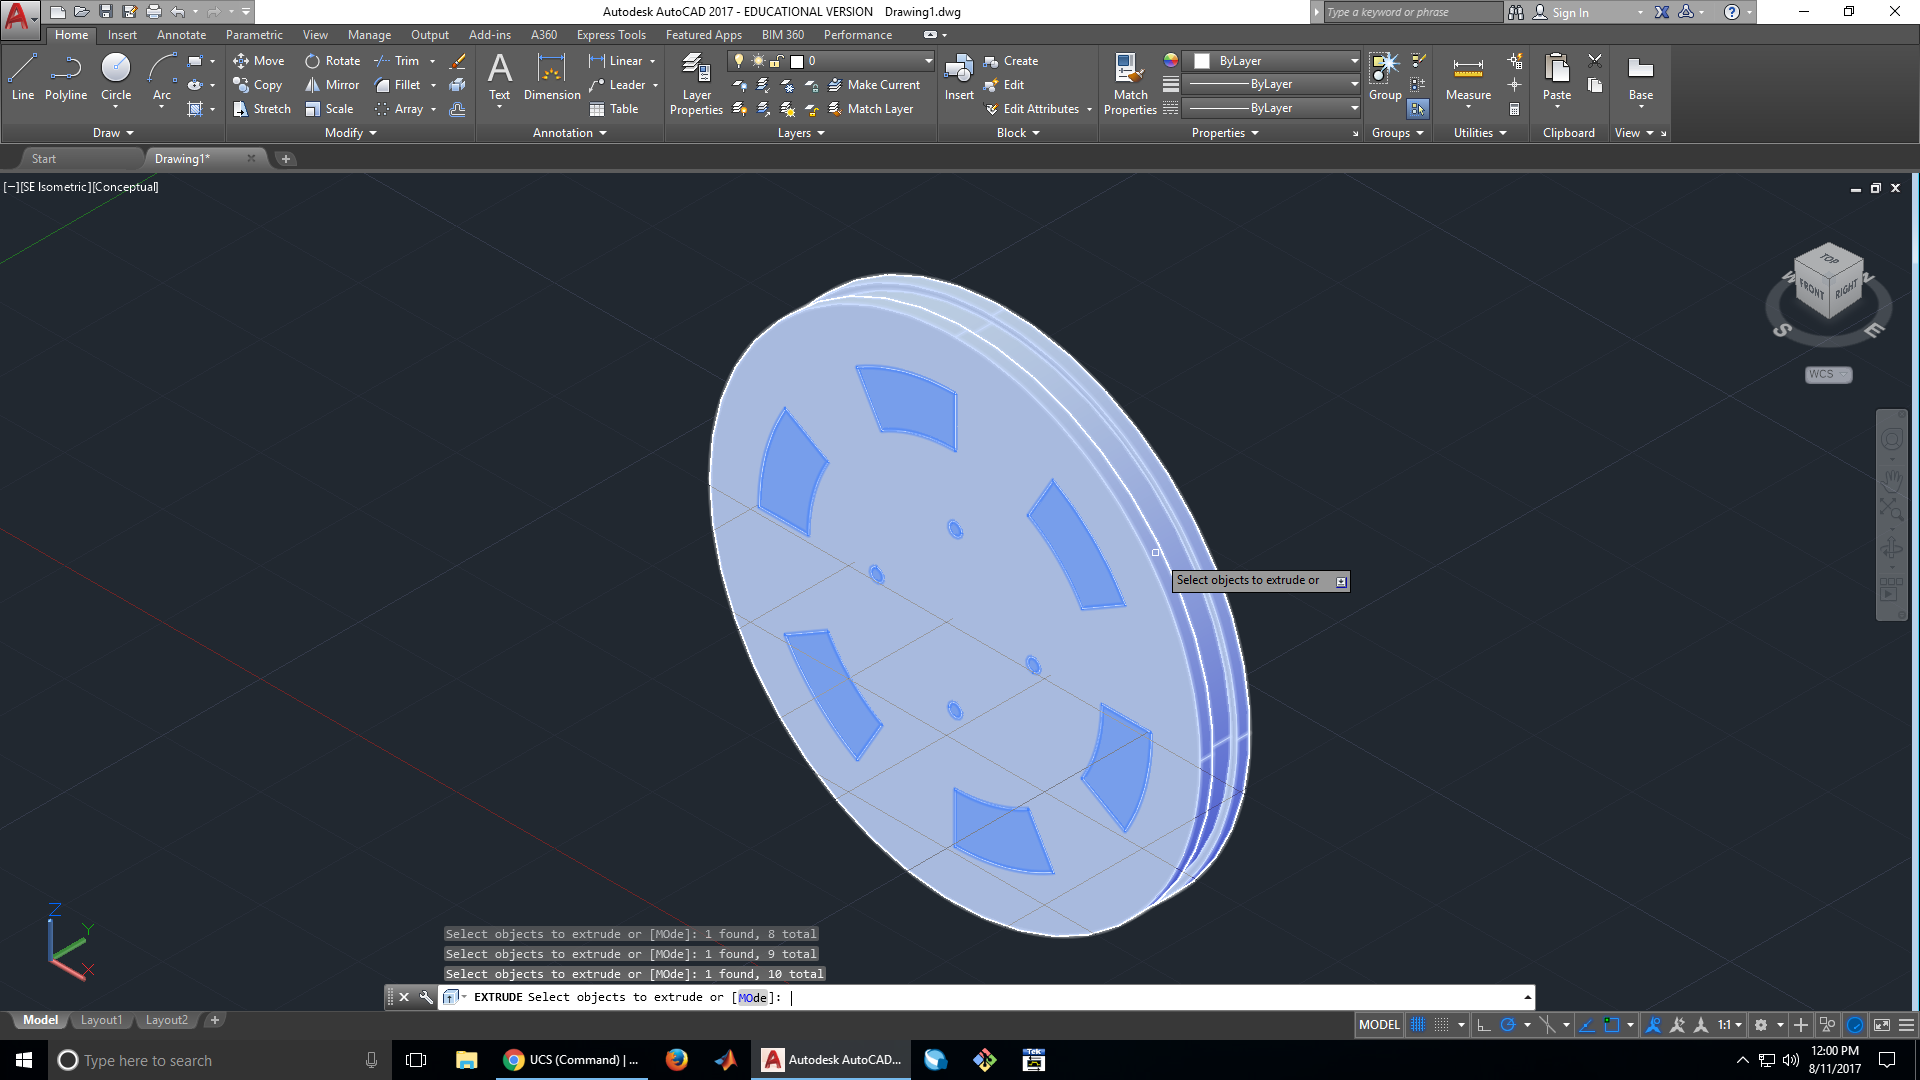 Autodesk AutoCAD 2017 - EDUCATIONAL VERSION Drawing1.dwg
Type a keyword or phrase
Sign In
Home Insert Annotate Parametric View Manage Output Add-ins A360 Express Tools Featured Apps BIM 360 Performance
Line Polyline Circle Arc
Move Rotate Trim
Copy Mirror Fillet
Stretch Scale Array
Text Dimension
Linear
Leader
Table
Layer Properties
0
Make Current
Match Layer
Insert
Create
Edit
Edit Attributes
Match Properties
ByLayer
ByLayer
ByLayer
Group
Measure
Paste
Base
Draw Modify Annotation Layers Block Properties Groups Utilities Clipboard View
Start Drawing1*
[−][SE Isometric][Conceptual]
TOP
FRONT RIGHT
W N
S E
WCS
Select objects to extrude or
Z
Y
X
Select objects to extrude or [MOde]: 1 found, 8 total
Select objects to extrude or [MOde]: 1 found, 9 total
Select objects to extrude or [MOde]: 1 found, 10 total
EXTRUDE Select objects to extrude or [MOde]:
Model Layout1 Layout2
MODEL 1:1
Type here to search
UCS (Command) | ...
Autodesk AutoCAD...
Tek
12:00 PM
8/11/2017